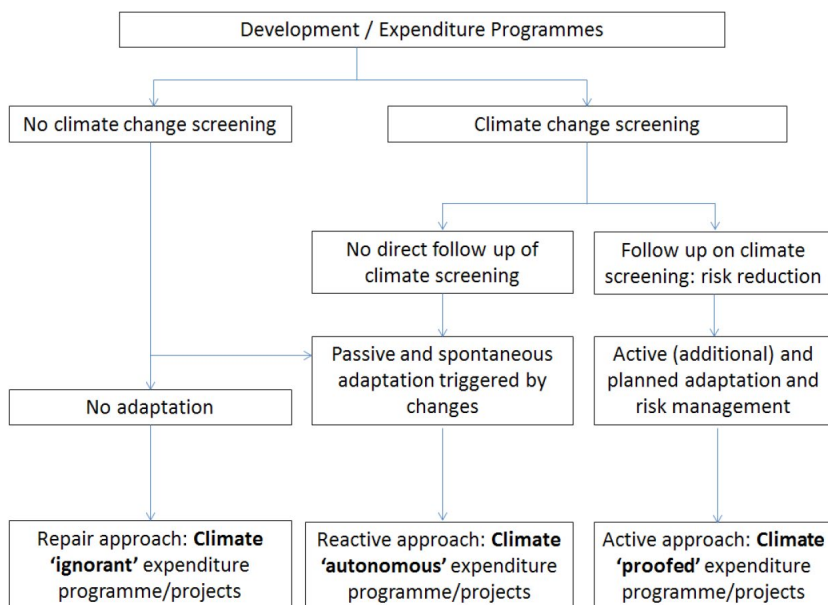 Development / Expenditure Programmes
No climate change screening
Climate change screening
No direct follow up of
climate screening
Follow up on climate
screening: risk reduction
Passive and spontaneous
adaptation triggered by
changes
Active (additional) and
planned adaptation and
risk management
No adaptation
Repair approach: Climate
‘ignorant’ expenditure
programme/projects
Reactive approach: Climate
‘autonomous’ expenditure
programme/projects
Active approach: Climate
‘proofed’ expenditure
programme/projects